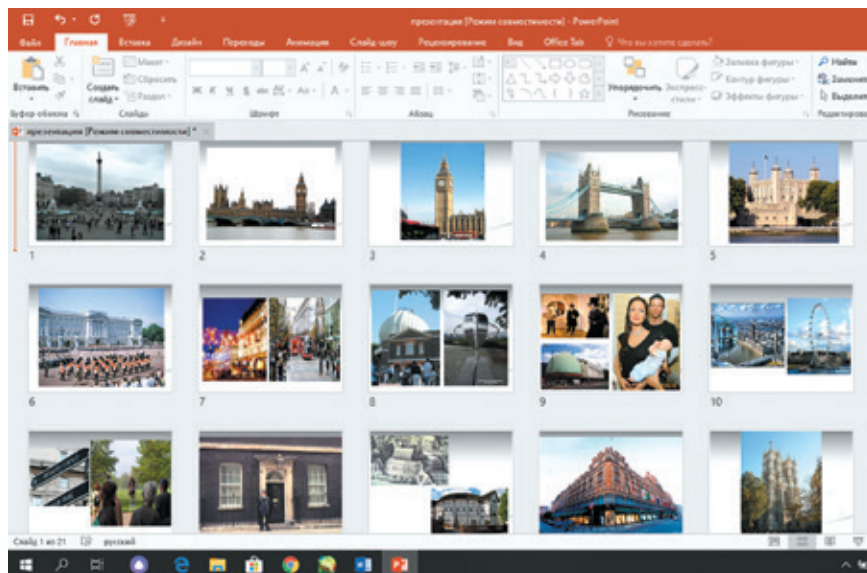 презентация [Режим совместимости] - PowerPoint
Файл Главная Вставка Дизайн Переходы Анимация Слайд-шоу Рецензирование Вид Office Tab Что вы хотите сделать?
Вставить
Создать слайд
Макет
Сбросить
Раздел
Ж К Ч S abc AV Aa A
Упорядочить
Экспресс-стили
Заливка фигуры
Контур фигуры
Эффекты фигуры
Найти
Заменить
Выделить
Буфер обмена Слайды Шрифт Абзац Рисование
презентация [Режим совместимости] *
1 2 3 4 5
6 7 8 9 10
Слайд 1 из 21 русский